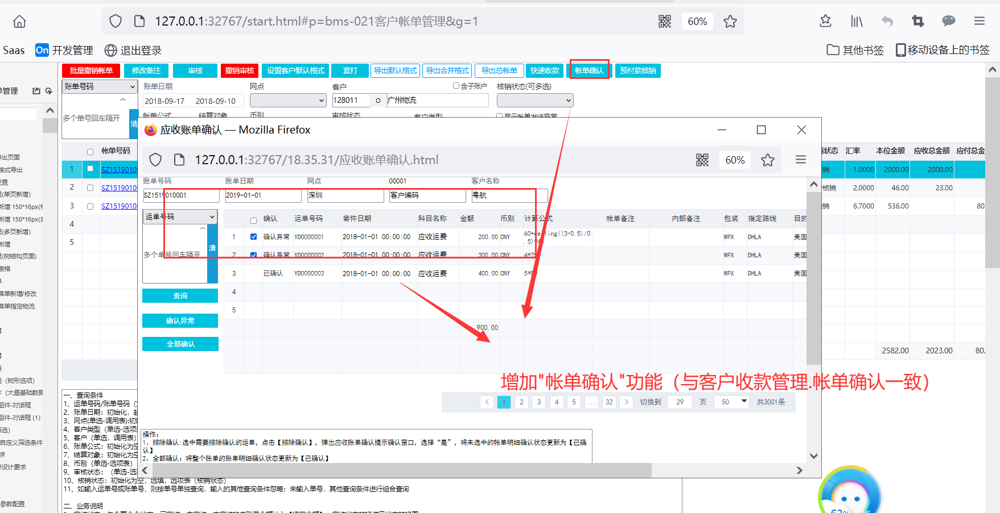 127.0.0.1:32767/start.html#p=bms-021客户帐单管理&g=1
60%
Saas
On 开发管理
退出登录
其他书签
移动设备上的书签
批量撤销帐单
修改备注
审核
撤销审核
设置客户默认格式
套打
导出默认格式
导出合并格式
导出总帐单
快速收款
帐单确认
预付款核销
单管理
账单号码
账单日期
网点
客户
含子账户
核销状态(可多选)
2018-09-17
2018-09-10
128011
O
广州物流
多个单号回车隔开
清
帐单公式
结算对象
币别
审核状态
客户类型
显示帐单发送异常
应收账单确认 — Mozilla Firefox
127.0.0.1:32767/18.35.31/应收账单确认.html
60%
帐单号码
状态
汇率
本位金额
应收总金额
应付总金
1
SZ1519010
销
1.0000
2000.00
2000.00
2
SZ1519010
核销
2.0000
46.00
23.00
3
SZ1519010
销
6.7000
536.00
80.
4
5
2582.00
2023.00
80.
账单号码
账单日期
网点
00001
客户名称
SZ1519010001
2019-01-01
深圳
客户编码
粤航
运单号码
多个单号回车隔开
清
查询
确认异常
全部确认
确认
运单号码
寄件日期
科目名称
金额
币别
计算公式
帐单备注
内部备注
包装
指定路线
目的
1
确认异常
YD0000001
2018-01-01 00:00:00
应收运费
200.00
CNY
WPX
DHLA
美国
2
确认异常
YD0000002
2018-01-01 00:00:00
应收运费
300.00
CNY
WPX
DHLA
美国
3
已确认
YD0000003
2018-01-01 00:00:00
应收运费
400.00
CNY
WPX
DHLA
美国
4
5
900.00
增加"帐单确认"功能（与客户收款管理.帐单确认一致）
< 1 2 3 4 5 ... 32 > 切换到 29 页 50 共3001条
操作：
1、排除确认:选中需要排除确认的运单，点击【排除确认】，弹出应收账单确认提示确认窗口，选择“是”，将未选中的帐单明细确认状态更新为【已确
认】
2、全部确认：将整个账单的账单明细确认状态更新为【已确认】
导出页面
格式导出
设置
(单页新增)
新增 150*16px(
新增 150*16px(
(多页新增)
新增
(树结构页面)
表格
单
菜单新增/修改
菜单指定物流
(树形选项)
(大量基础数据
组件-对话框
组件-对话框 (1)
自定义筛选条件
求
设计要求
参数配置
一、查询条件
1、运单号码/账单号码
2、账单日期：初始化，
3、网点(单选-调用表):初
4、客户类型（单选-选项
5、客户（单选，调用表）
6、账单公式：初始化为空
7、结算对象：初始化为空
8、币别（单选-选项表）
9、审核状态：（单选-选
10、核销状态：初始化为空，选填，选项表（核销状态）
11、如输入运单号或账单号，则按单号单独查询，输入的其他查询条件忽略；未输入单号，其他查询条件进行组合查询
二、业务说明